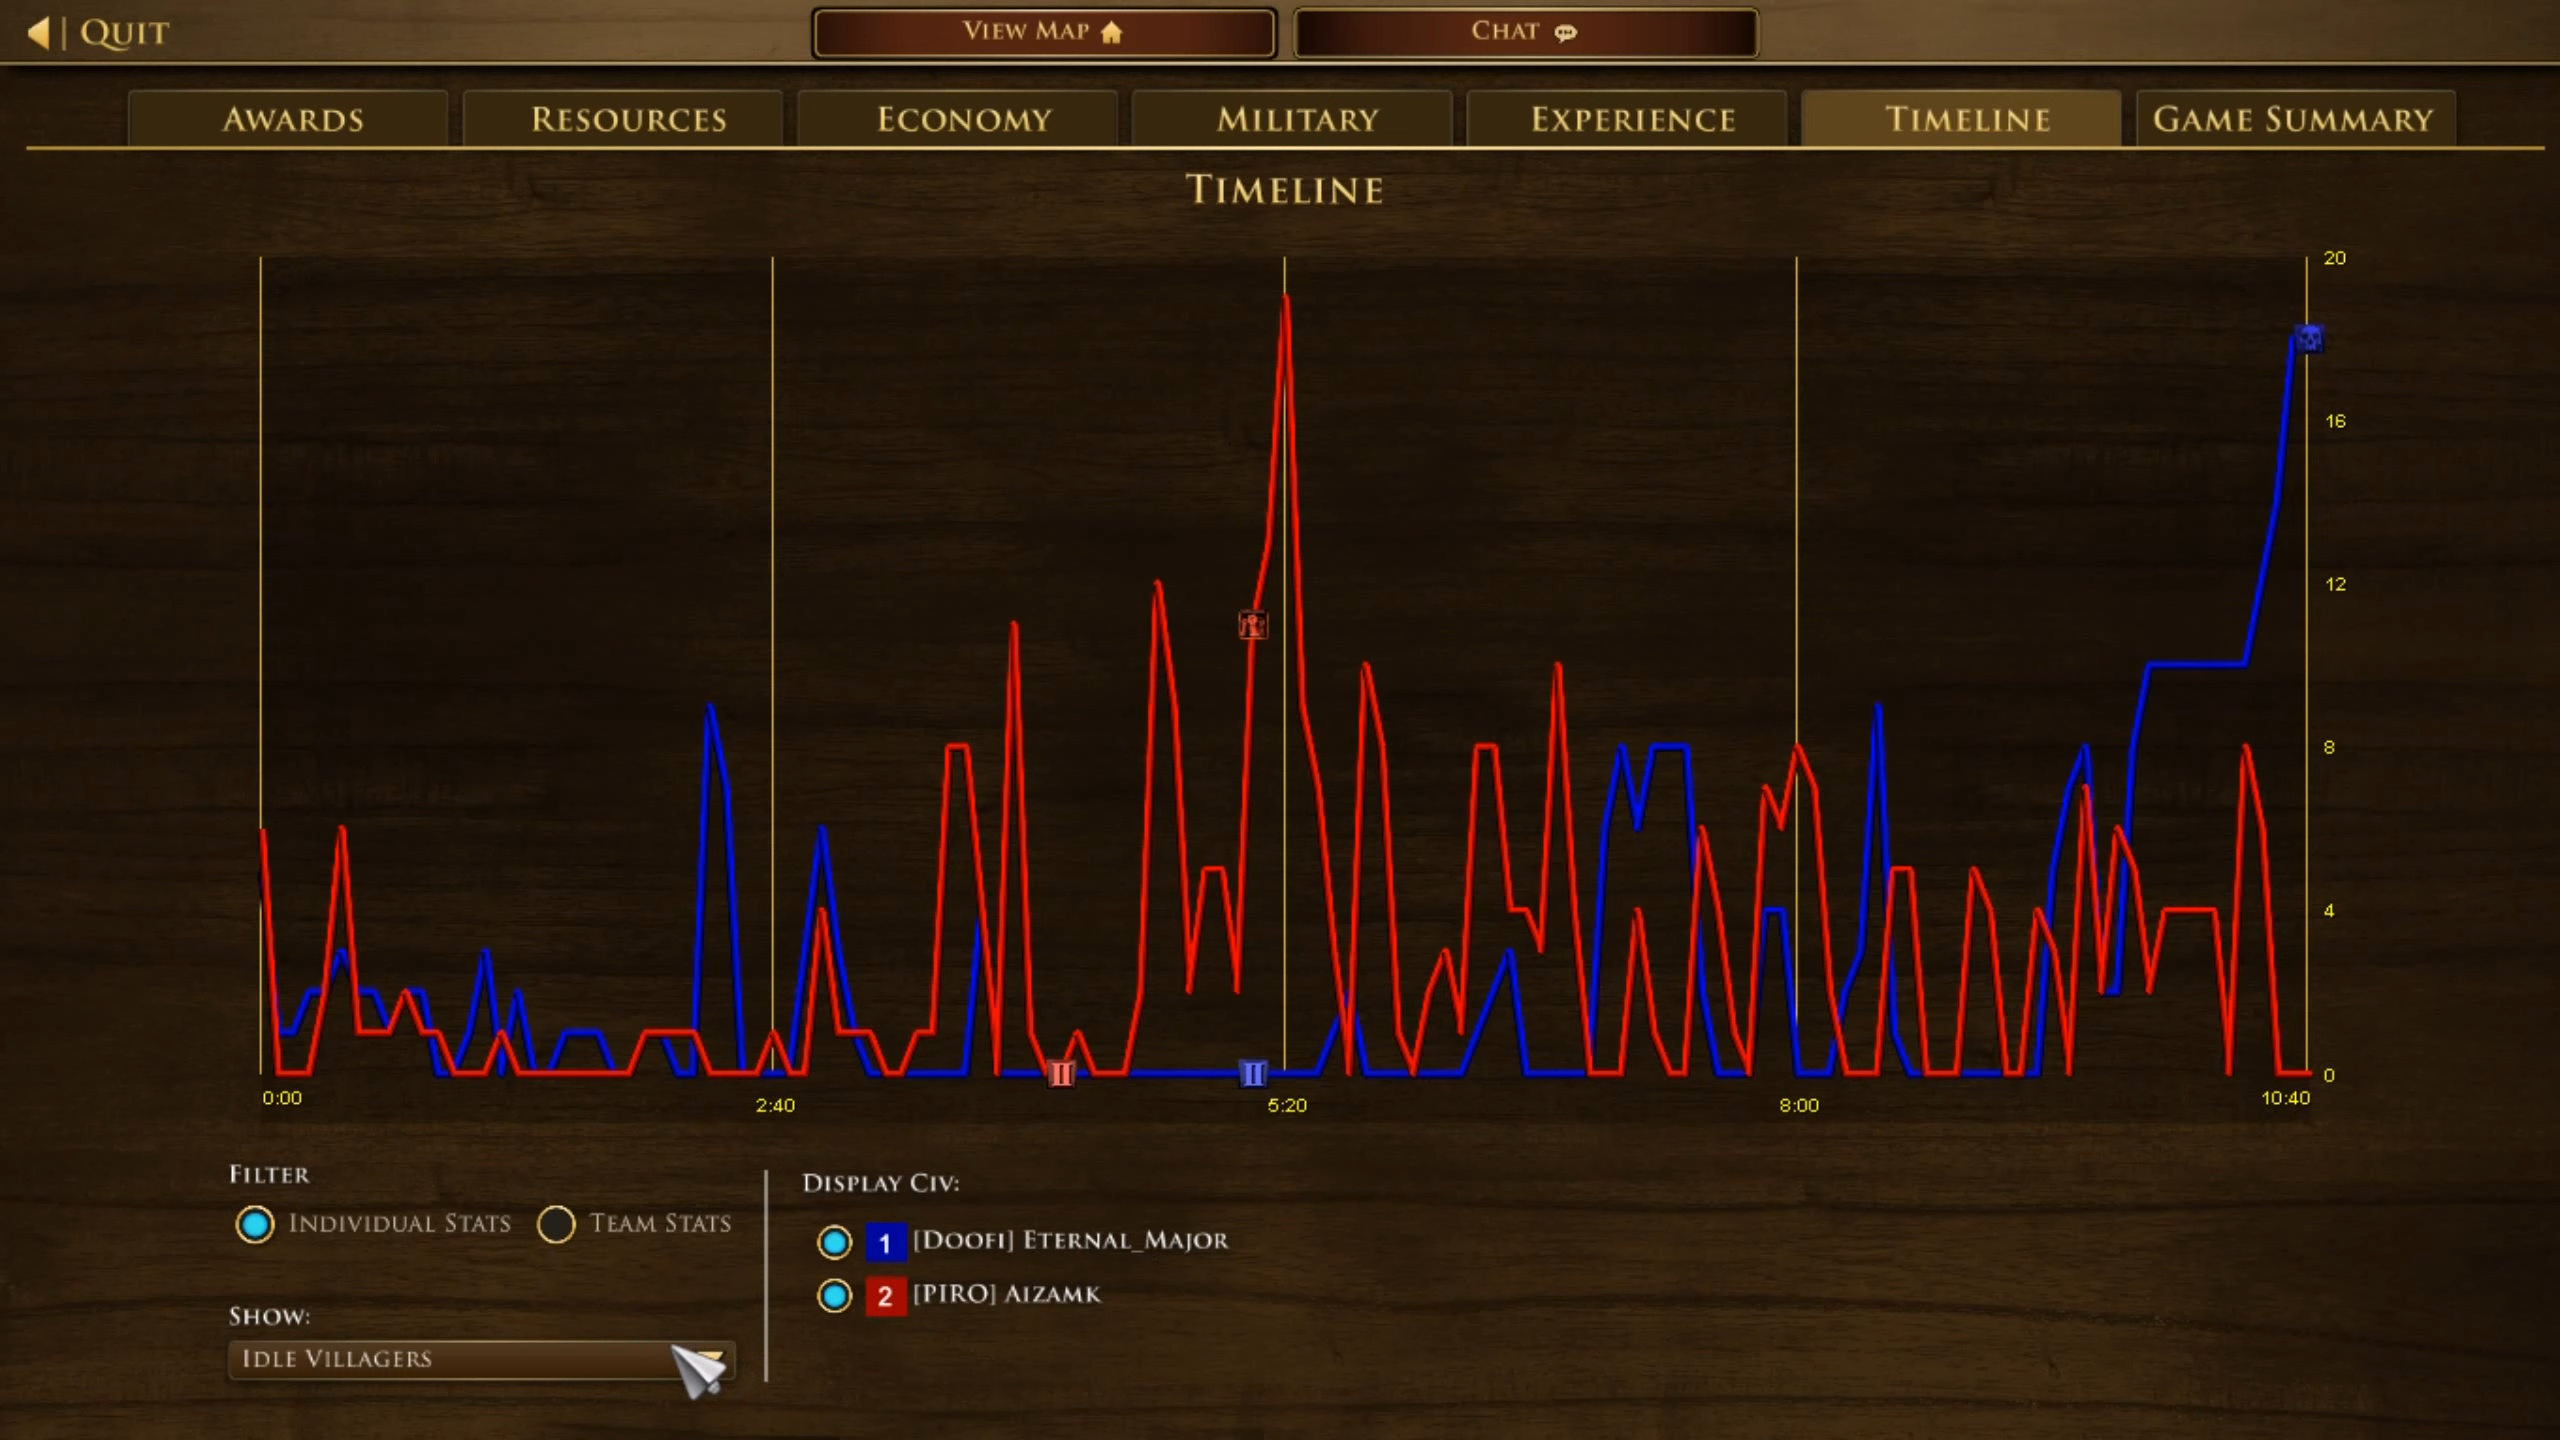 QUIT
VIEW MAP
CHAT
AWARDS
RESOURCES
ECONOMY
MILITARY
EXPERIENCE
TIMELINE
GAME SUMMARY
TIMELINE
20
16
12
8
4
0
II
II
0:00
2:40
5:20
8:00
10:40
FILTER
INDIVIDUAL STATS
TEAM STATS
SHOW:
IDLE VILLAGERS
DISPLAY CIV:
1 [DOOFI] ETERNAL_MAJOR
2 [PIRO] AIZAMK